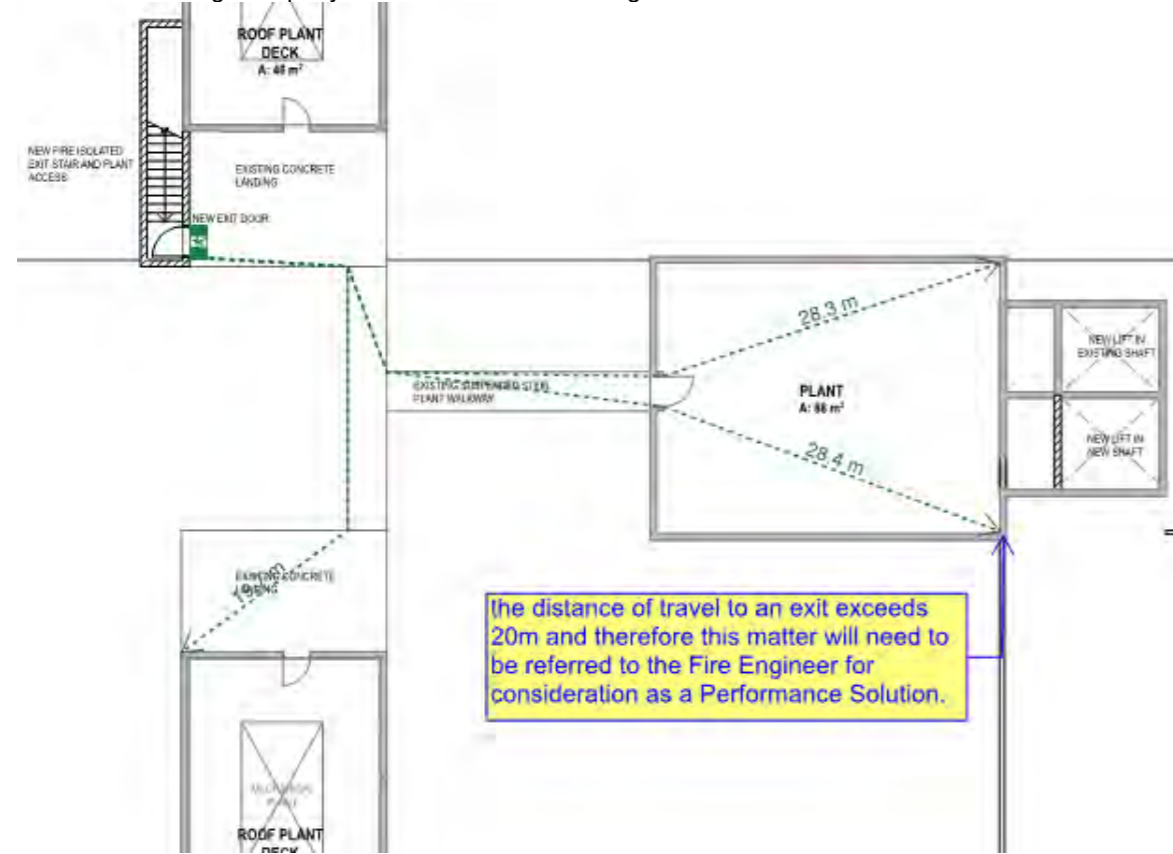 ROOF PLANT
DECK
A: 48 m²
NEW FIRE ISOLATED
EXIT STAIR AND PLANT
ACCESS
EXISTING CONCRETE
LANDING
NEW EXIT DOOR
28.3 m
NEW LIFT IN
EXISTING SHAFT
EXISTING SUSPENDED STEEL
PLANT WALKWAY
PLANT
A: 88 m²
28.4 m
NEW LIFT IN
NEW SHAFT
EXISTING CONCRETE
LANDING
the distance of travel to an exit exceeds
20m and therefore this matter will need to
be referred to the Fire Engineer for
consideration as a Performance Solution.
ROOF PLANT
DECK